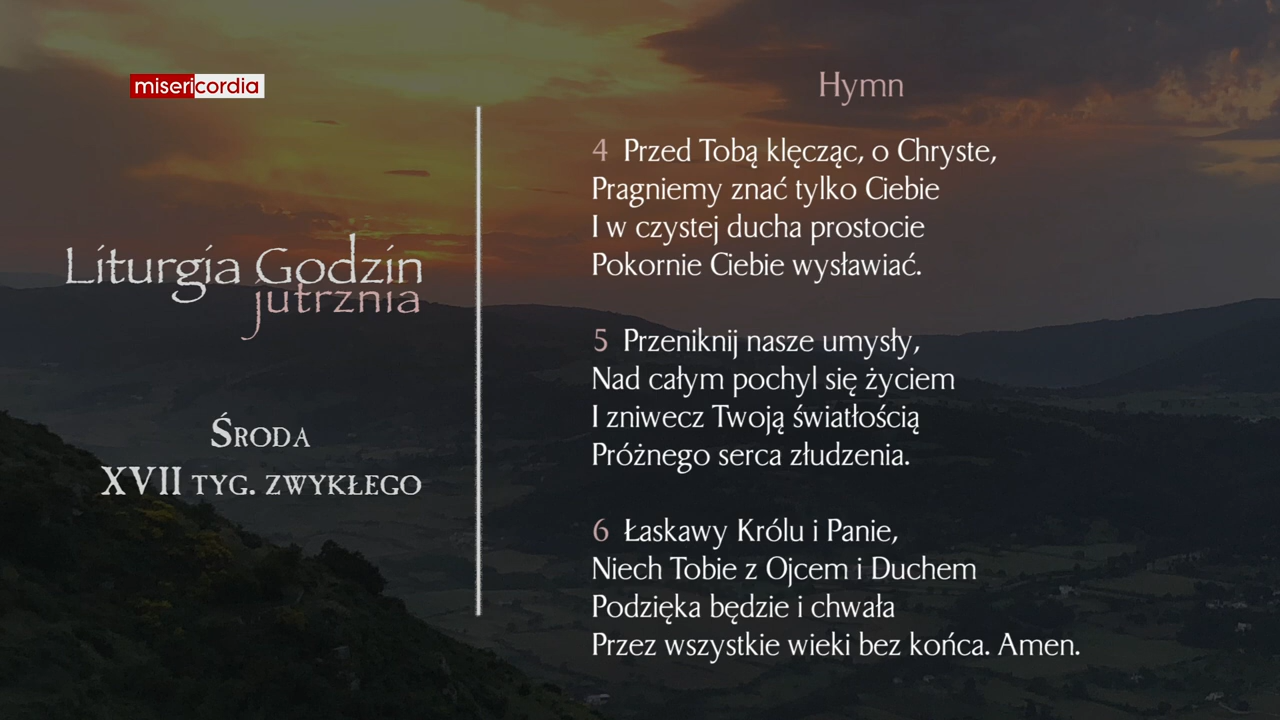 misericordia
Liturgia Godzin
jutrznia
Środa
XVII tyg. zwykłego
Hymn
4 Przed Tobą klęcząc, o Chryste,
Pragniemy znać tylko Ciebie
I w czystej ducha prostocie
Pokornie Ciebie wysławiać.
5 Przeniknij nasze umysły,
Nad całym pochyl się życiem
I zniwecz Twoją światłością
Próżnego serca złudzenia.
6 Łaskawy Królu i Panie,
Niech Tobie z Ojcem i Duchem
Podzięka będzie i chwała
Przez wszystkie wieki bez końca. Amen.